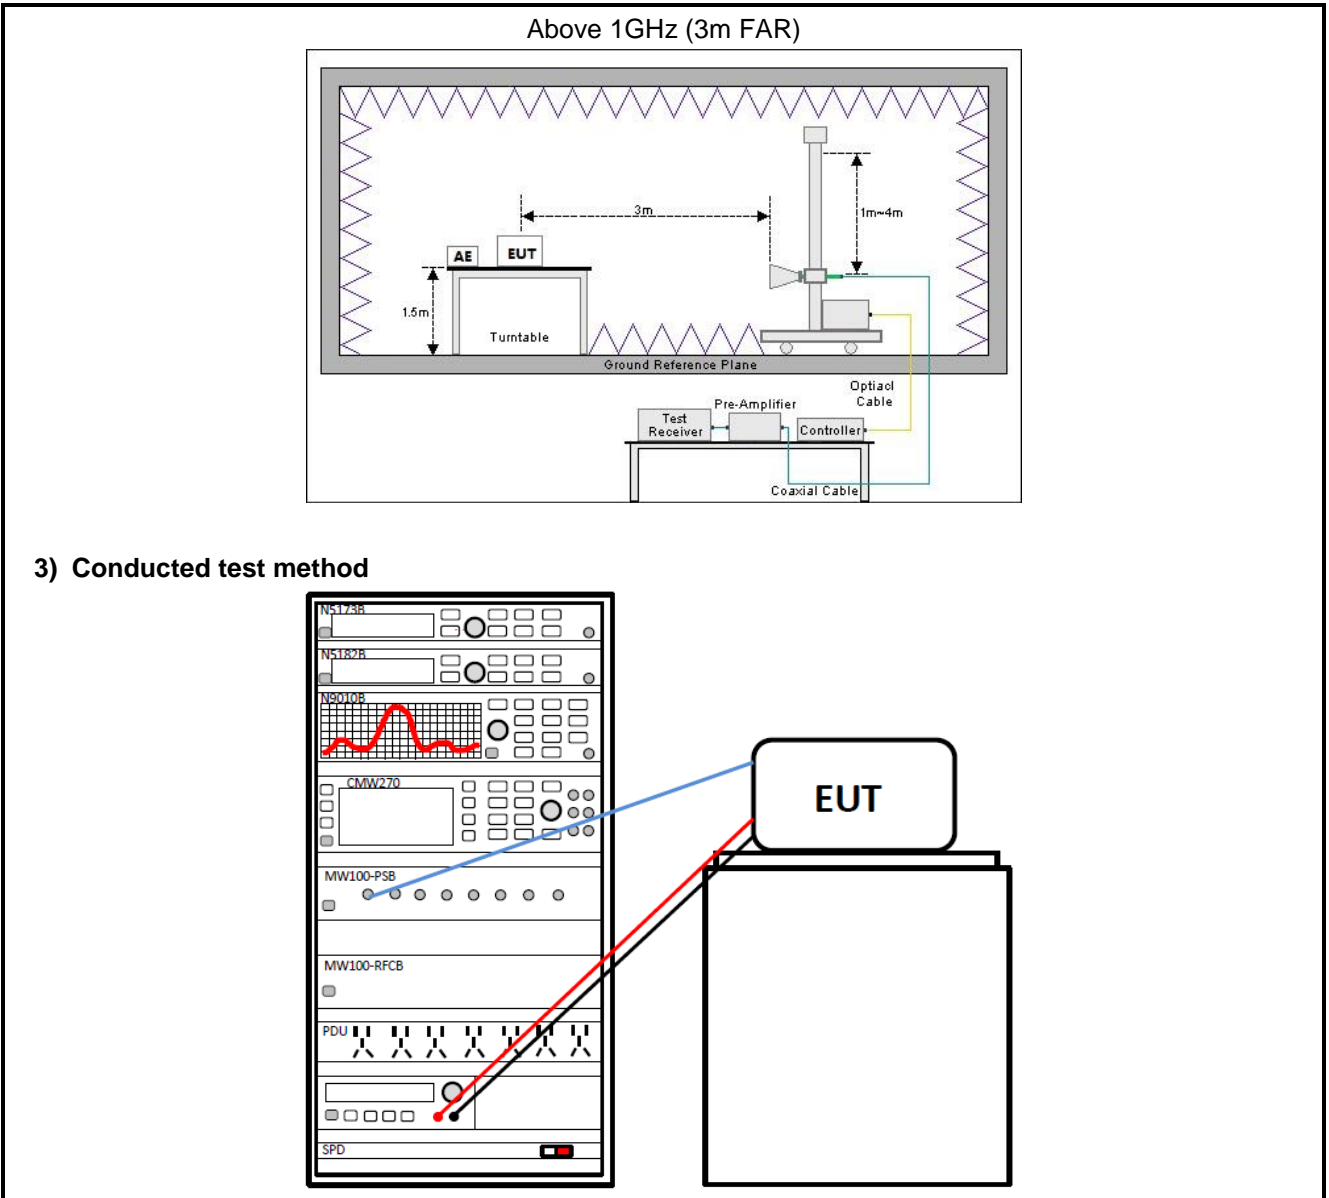 Above 1GHz (3m FAR)
3m
1m~4m
AE
EUT
1.5m
Turntable
Ground Reference Plane
Optiacl
Cable
Pre-Amplifier
Test
Receiver
Controller
Coaxial Cable
3) Conducted test method
N5173B
N5182B
N9010B
CMW270
EUT
MW100-PSB
MW100-RFCB
PDU
SPD